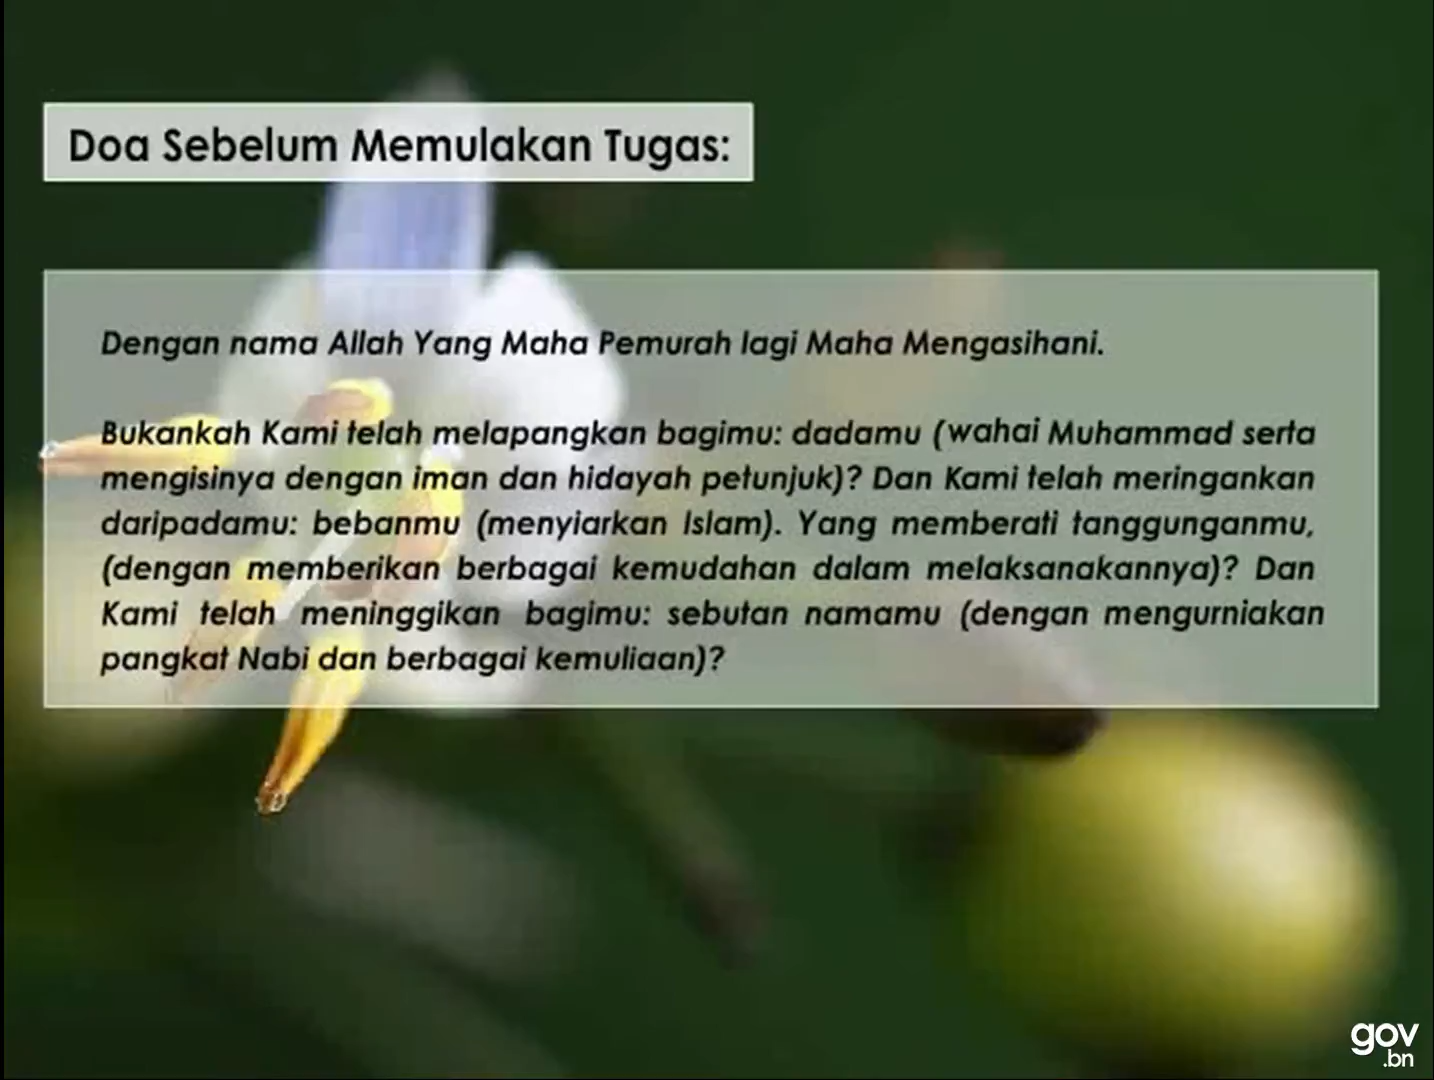 Doa Sebelum Memulakan Tugas:
Dengan nama Allah Yang Maha Pemurah lagi Maha Mengasihani.
Bukankah Kami telah melapangkan bagimu: dadamu (wahai Muhammad serta
mengisinya dengan iman dan hidayah petunjuk)? Dan Kami telah meringankan
daripadamu: bebanmu (menyiarkan Islam). Yang memberati tanggunganmu,
(dengan memberikan berbagai kemudahan dalam melaksanakannya)? Dan
Kami telah meninggikan bagimu: sebutan namamu (dengan mengurniakan
pangkat Nabi dan berbagai kemuliaan)?
gov
.bn